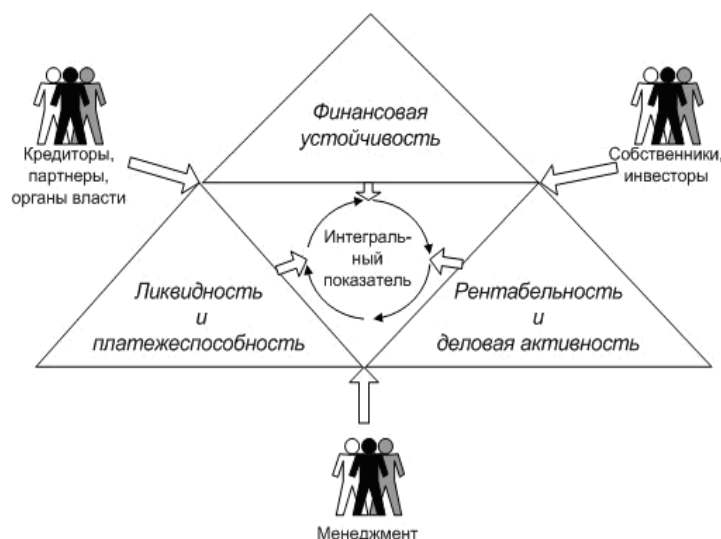 Финансовая
устойчивость
Кредиторы,
партнеры,
органы власти
Собственники,
инвесторы
Интеграль-
ный
показатель
Ликвидность
и
платежеспособность
Рентабельность
и
деловая активность
Менеджмент